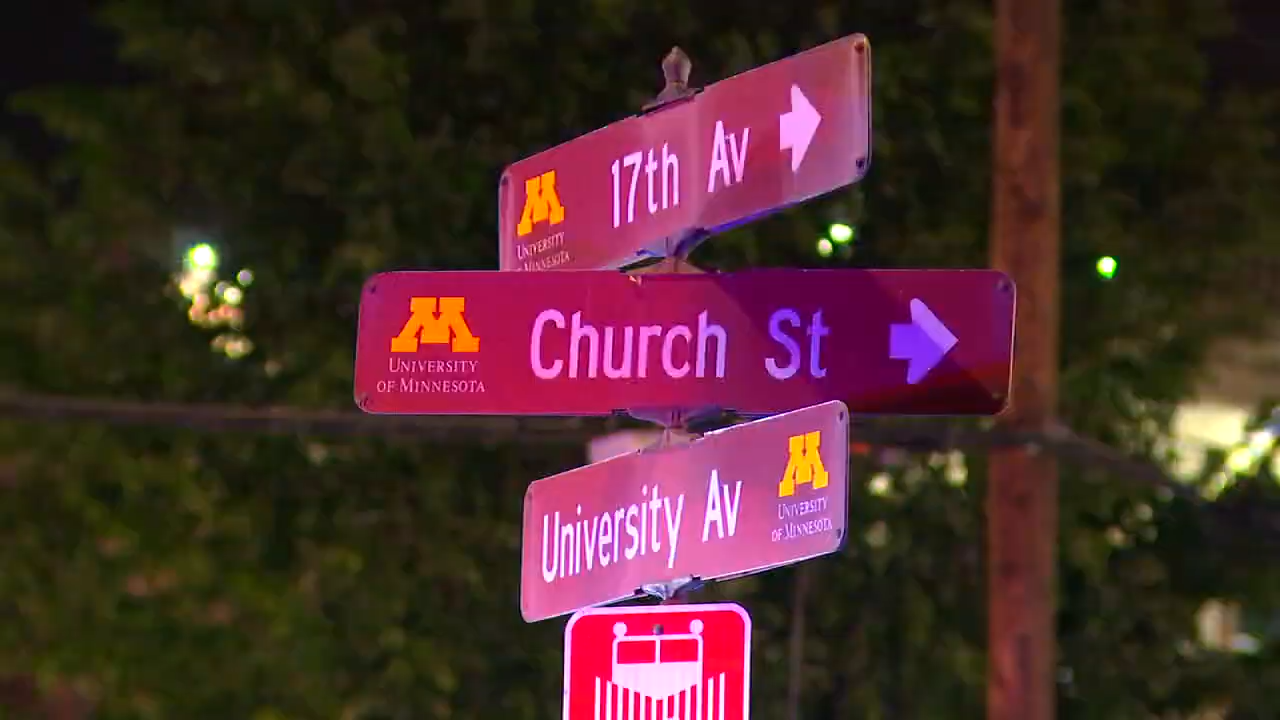 17th Av
M
UNIVERSITY
OF MINNESOTA
Church St
M
UNIVERSITY
OF MINNESOTA
University Av
M
UNIVERSITY
OF MINNESOTA